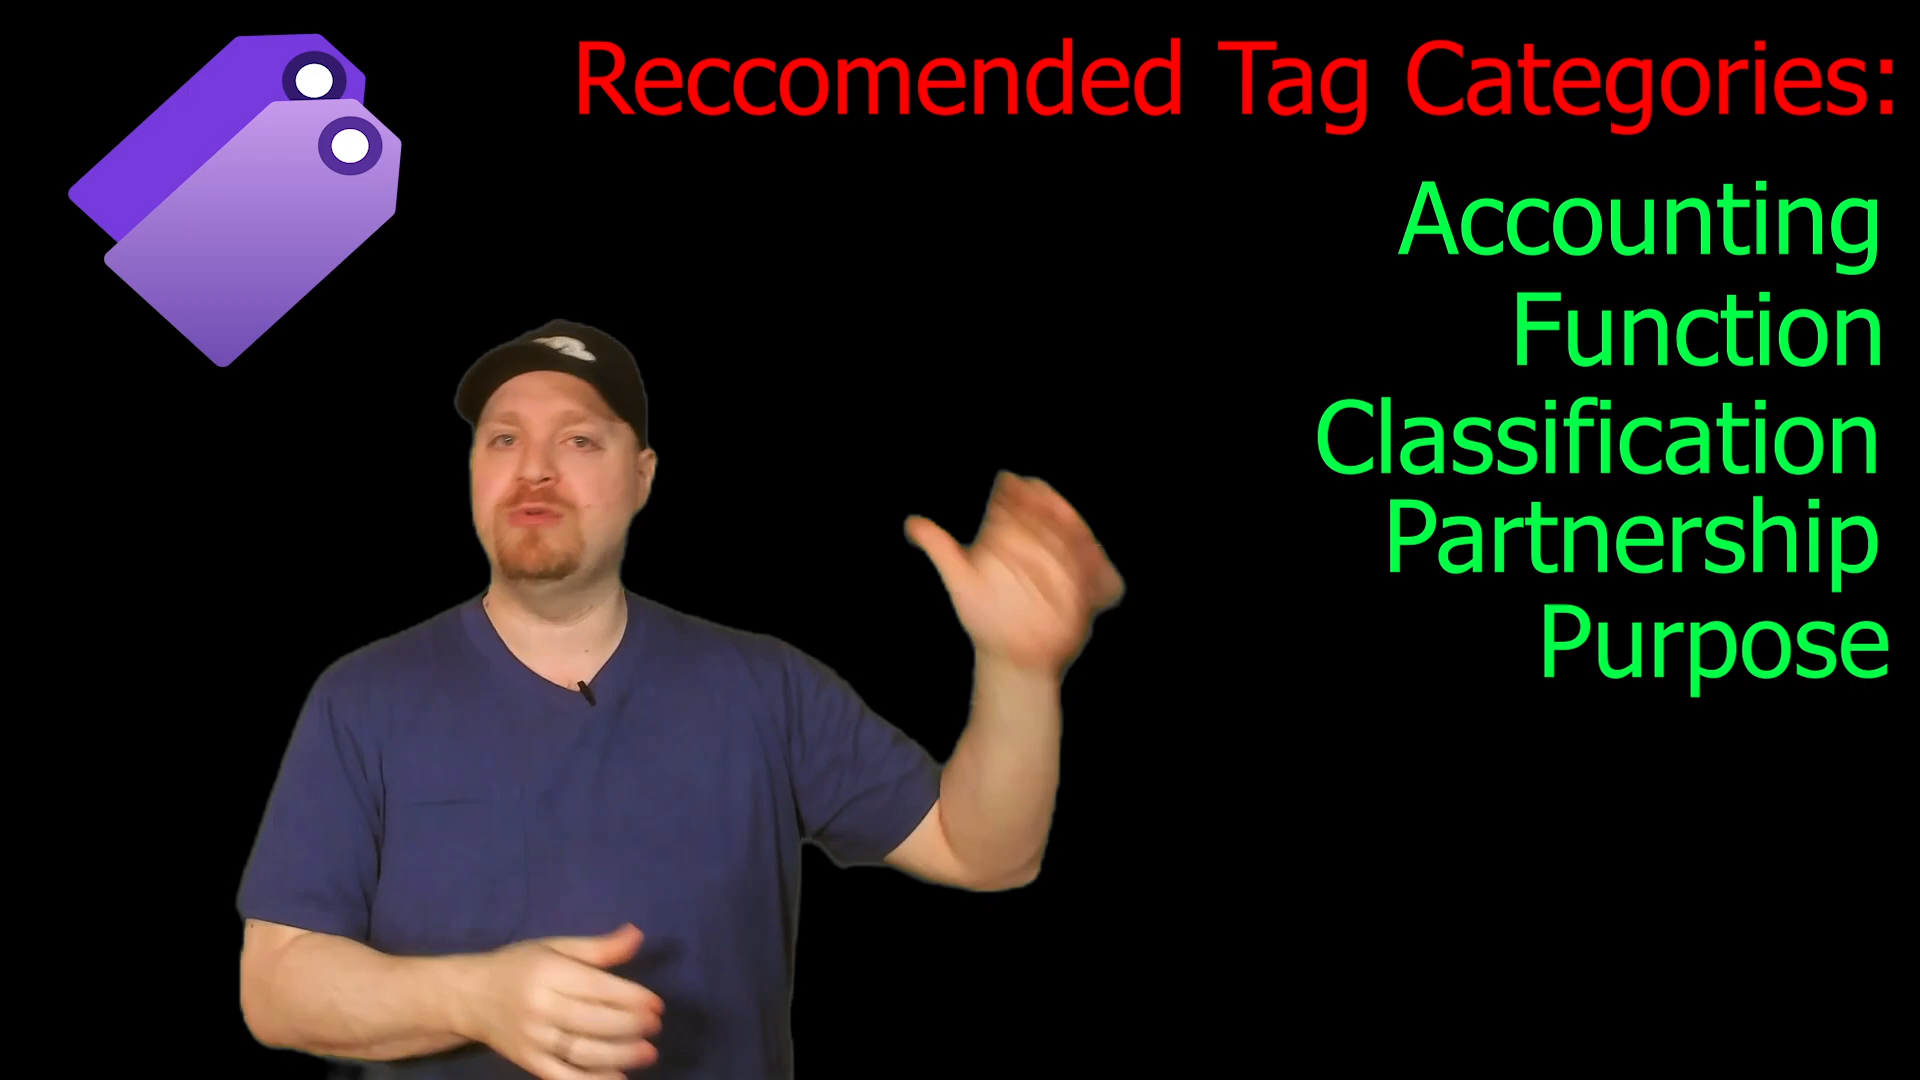 Reccomended Tag Categories:
Accounting
Function
Classification
Partnership
Purpose